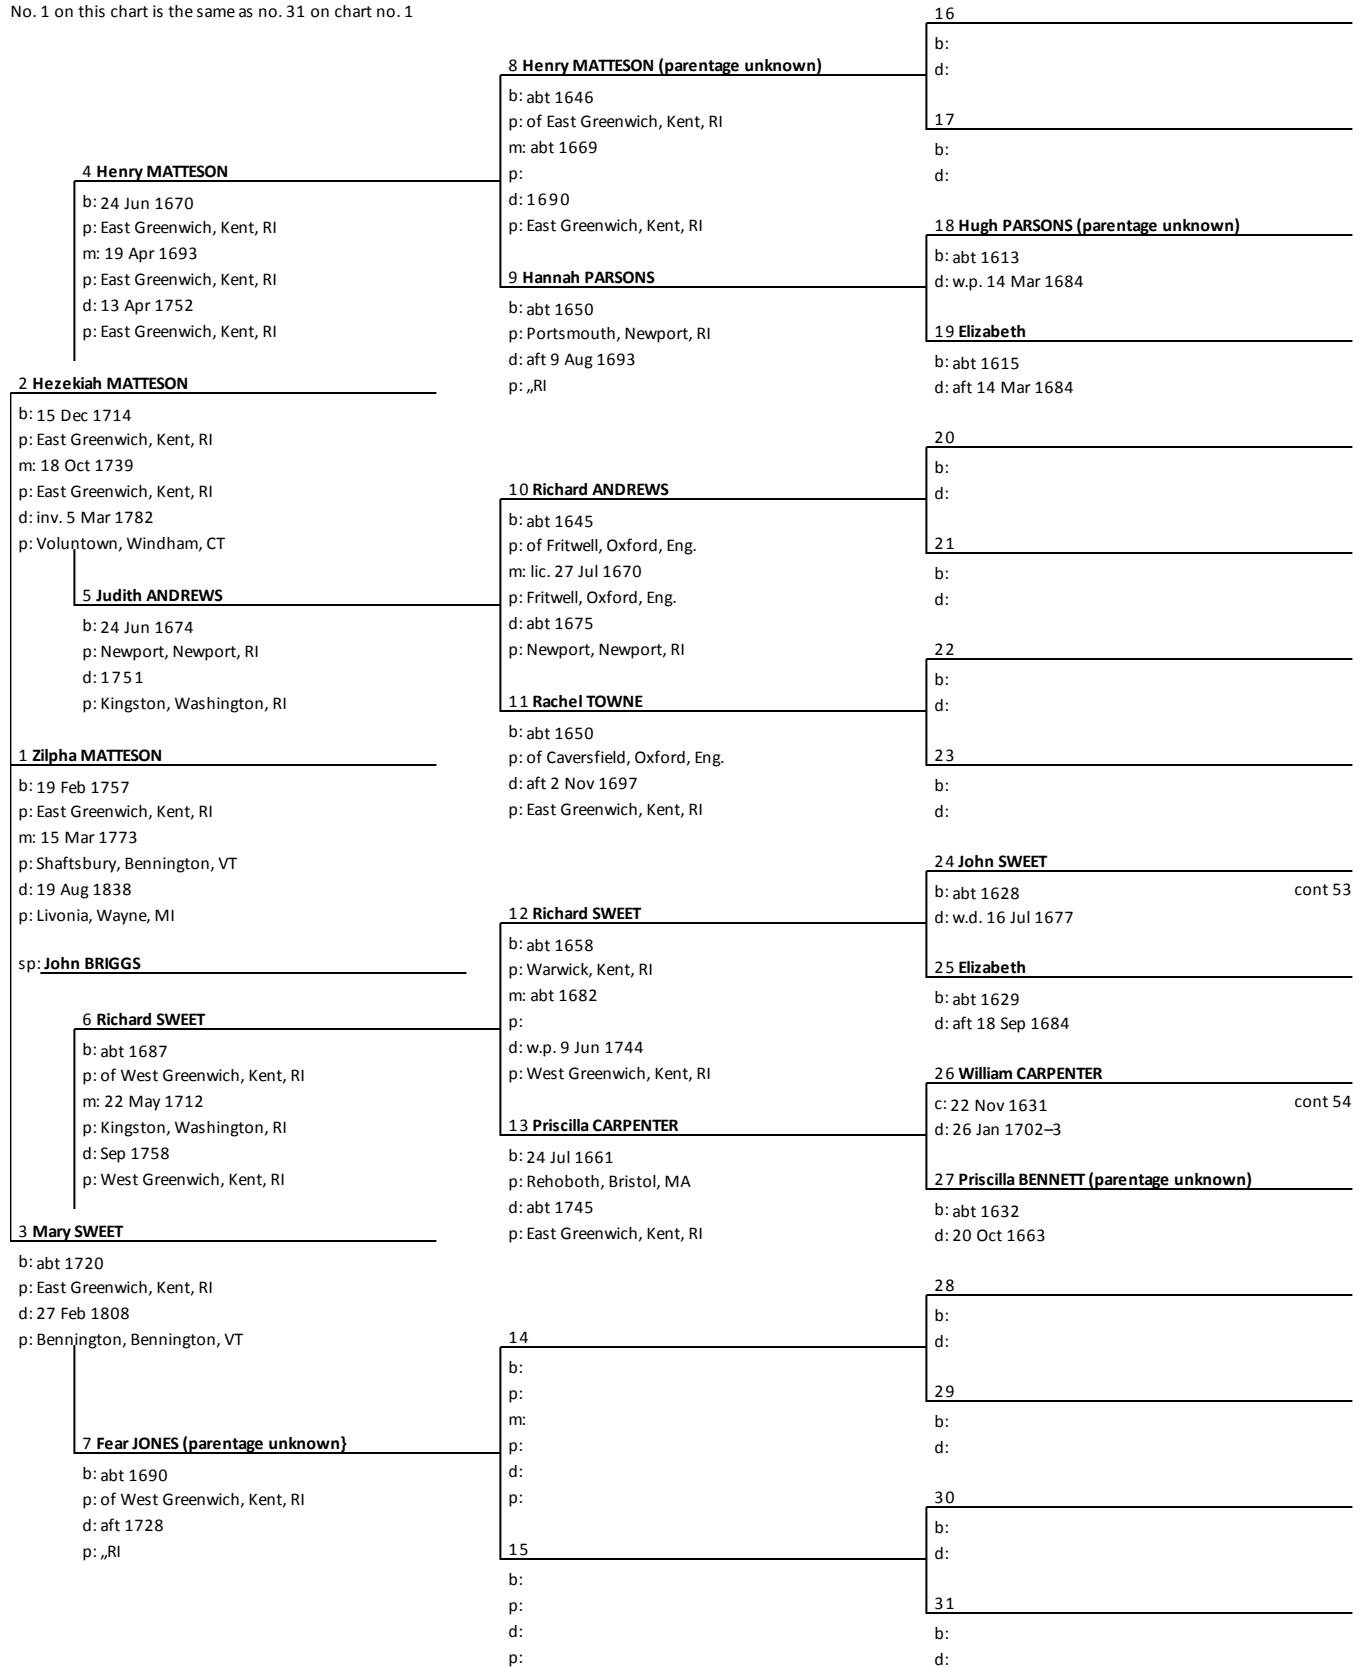 No. 1 on this chart is the same as no. 31 on chart no. 1
4 Henry MATTESON
b: 24 Jun 1670
p: East Greenwich, Kent, RI
m: 19 Apr 1693
p: East Greenwich, Kent, RI
d: 13 Apr 1752
p: East Greenwich, Kent, RI
2 Hezekiah MATTESON
b: 15 Dec 1714
p: East Greenwich, Kent, RI
m: 18 Oct 1739
p: East Greenwich, Kent, RI
d: inv. 5 Mar 1782
p: Voluntown, Windham, CT
5 Judith ANDREWS
b: 24 Jun 1674
p: Newport, Newport, RI
d: 1751
p: Kingston, Washington, RI
1 Zilpha MATTESON
b: 19 Feb 1757
p: East Greenwich, Kent, RI
m: 15 Mar 1773
p: Shaftsbury, Bennington, VT
d: 19 Aug 1838
p: Livonia, Wayne, MI
sp: John BRIGGS
6 Richard SWEET
b: abt 1687
p: of West Greenwich, Kent, RI
m: 22 May 1712
p: Kingston, Washington, RI
d: Sep 1758
p: West Greenwich, Kent, RI
3 Mary SWEET
b: abt 1720
p: East Greenwich, Kent, RI
d: 27 Feb 1808
p: Bennington, Bennington, VT
7 Fear JONES (parentage unknown}
b: abt 1690
p: of West Greenwich, Kent, RI
d: aft 1728
p: „RI
8 Henry MATTESON (parentage unknown)
b: abt 1646
p: of East Greenwich, Kent, RI
m: abt 1669
p:
d: 1690
p: East Greenwich, Kent, RI
9 Hannah PARSONS
b: abt 1650
p: Portsmouth, Newport, RI
d: aft 9 Aug 1693
p: „RI
10 Richard ANDREWS
b: abt 1645
p: of Fritwell, Oxford, Eng.
m: lic. 27 Jul 1670
p: Fritwell, Oxford, Eng.
d: abt 1675
p: Newport, Newport, RI
11 Rachel TOWNE
b: abt 1650
p: of Caversfield, Oxford, Eng.
d: aft 2 Nov 1697
p: East Greenwich, Kent, RI
12 Richard SWEET
b: abt 1658
p: Warwick, Kent, RI
m: abt 1682
p:
d: w.p. 9 Jun 1744
p: West Greenwich, Kent, RI
13 Priscilla CARPENTER
b: 24 Jul 1661
p: Rehoboth, Bristol, MA
d: abt 1745
p: East Greenwich, Kent, RI
14
b:
p:
m:
p:
d:
p:
15
b:
p:
d:
p:
16
b:
d:
17
b:
d:
18 Hugh PARSONS (parentage unknown)
b: abt 1613
d: w.p. 14 Mar 1684
19 Elizabeth
b: abt 1615
d: aft 14 Mar 1684
20
b:
d:
21
b:
d:
22
b:
d:
23
b:
d:
24 John SWEET
b: abt 1628 cont 53
d: w.d. 16 Jul 1677
25 Elizabeth
b: abt 1629
d: aft 18 Sep 1684
26 William CARPENTER
c: 22 Nov 1631 cont 54
d: 26 Jan 1702–3
27 Priscilla BENNETT (parentage unknown)
b: abt 1632
d: 20 Oct 1663
28
b:
d:
29
b:
d:
30
b:
d:
31
b:
d: